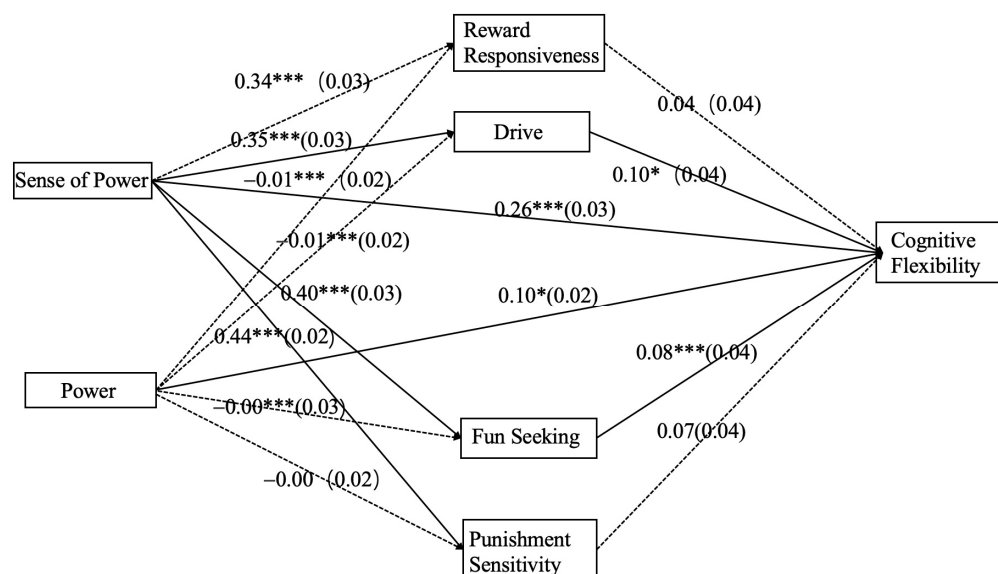 Reward
Responsiveness
0.34*** （0.03）
0.04 （0.04）
Drive
0.35***(0.03)
Sense of Power
−0.01*** （0.02）
0.10* （0.04）
0.26***(0.03)
−0.01***(0.02)
Cognitive
Flexibility
0.40***(0.03)
0.10*(0.02)
0.44***(0.02)
0.08***(0.04)
Power
−0.00***(0.03)
Fun Seeking
0.07(0.04)
−0.00 （0.02）
Punishment
Sensitivity